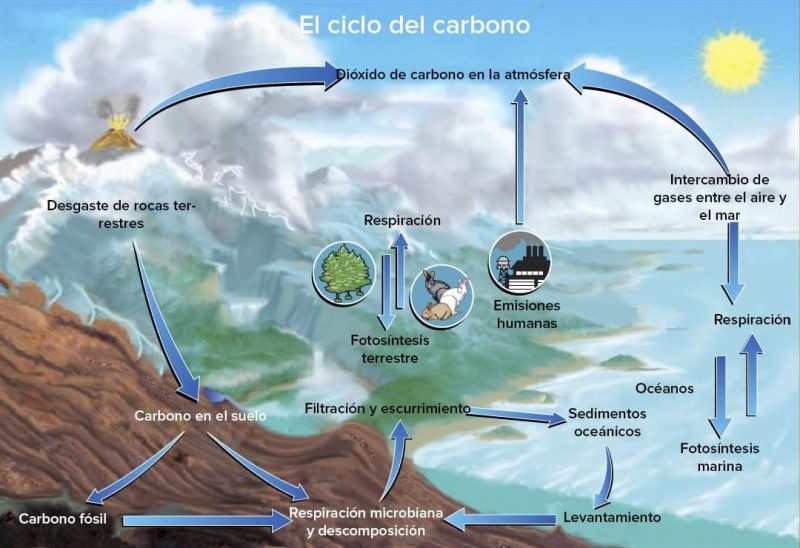 El ciclo del carbono
Dióxido de carbono en la atmósfera
Intercambio de
gases entre el aire y
el mar
Desgaste de rocas ter-
restres
Respiración
Emisiones
humanas
Respiración
Fotosíntesis
terrestre
Océanos
Carbono en el suelo
Filtración y escurrimiento
Sedimentos
oceánicos
Fotosíntesis
marina
Carbono fósil
Respiración microbiana
y descomposición
Levantamiento